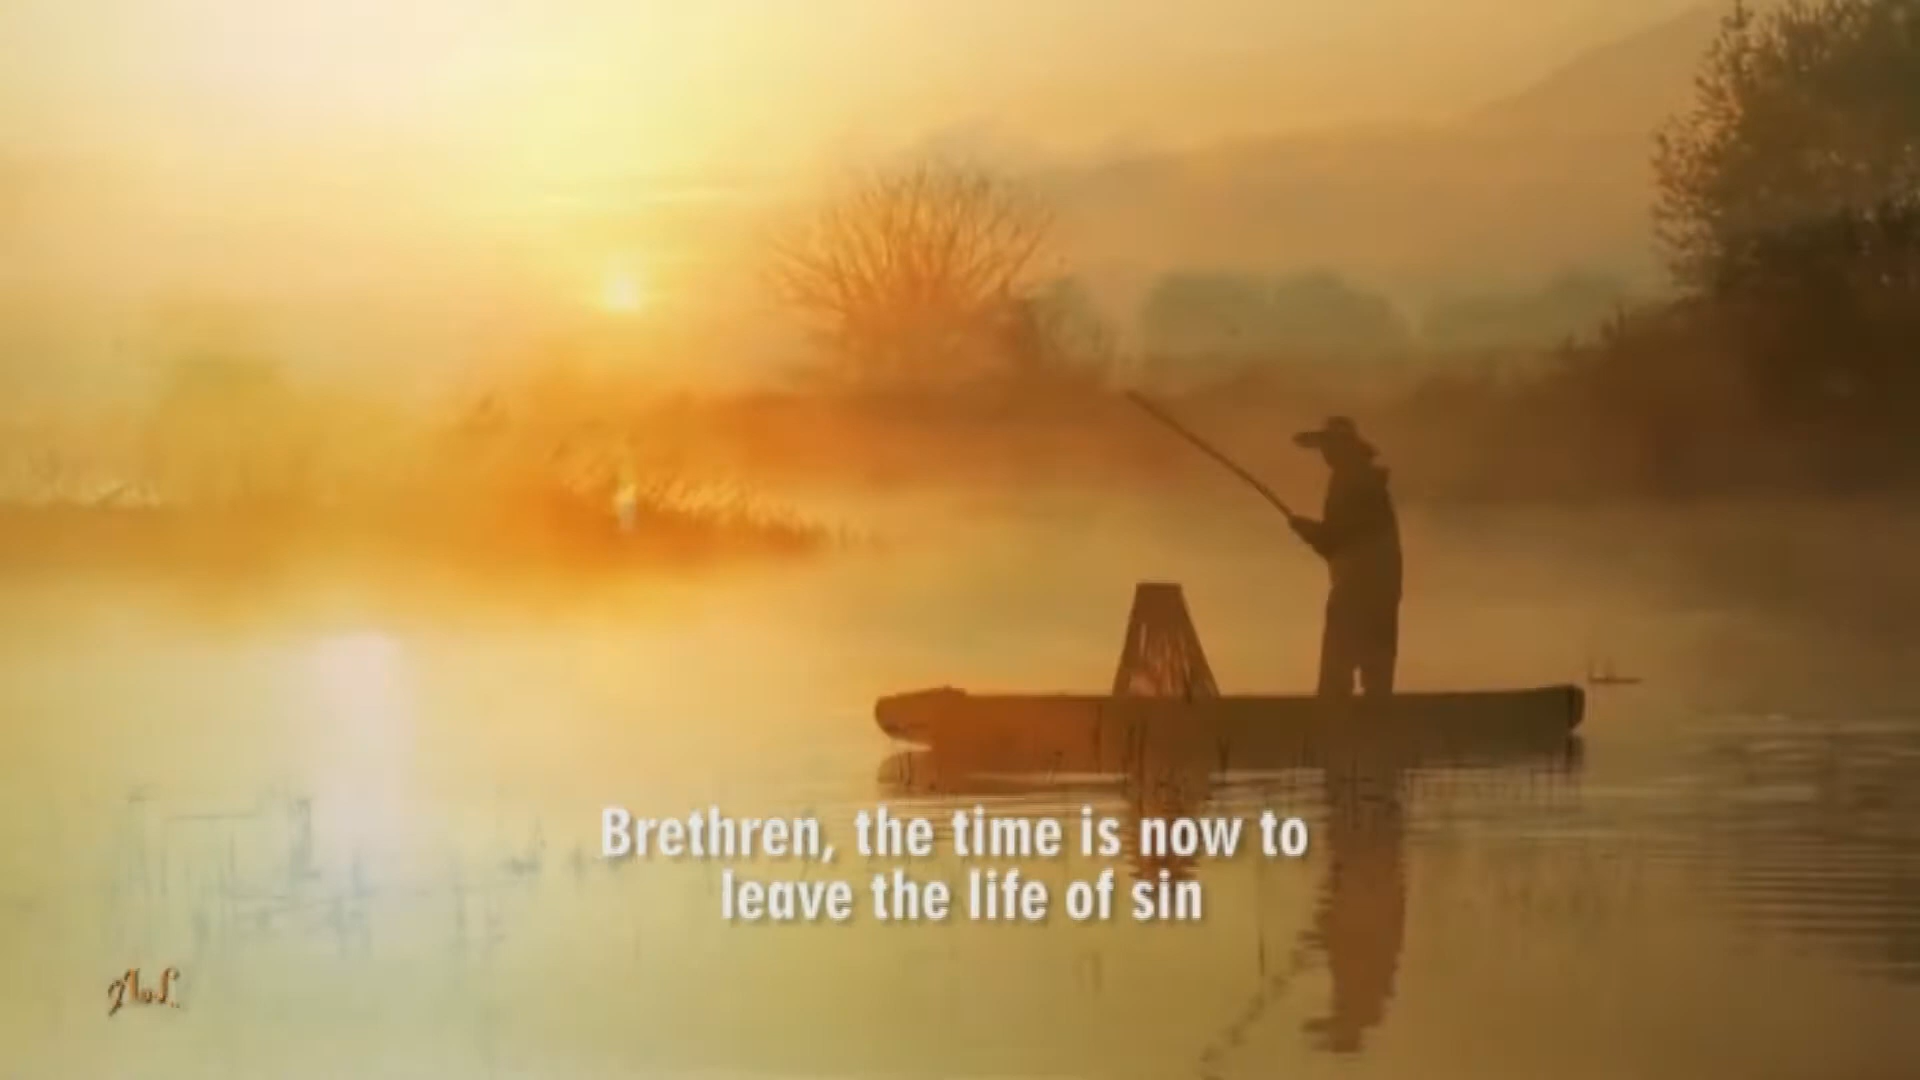 Brethren, the time is now to
leave the life of sin